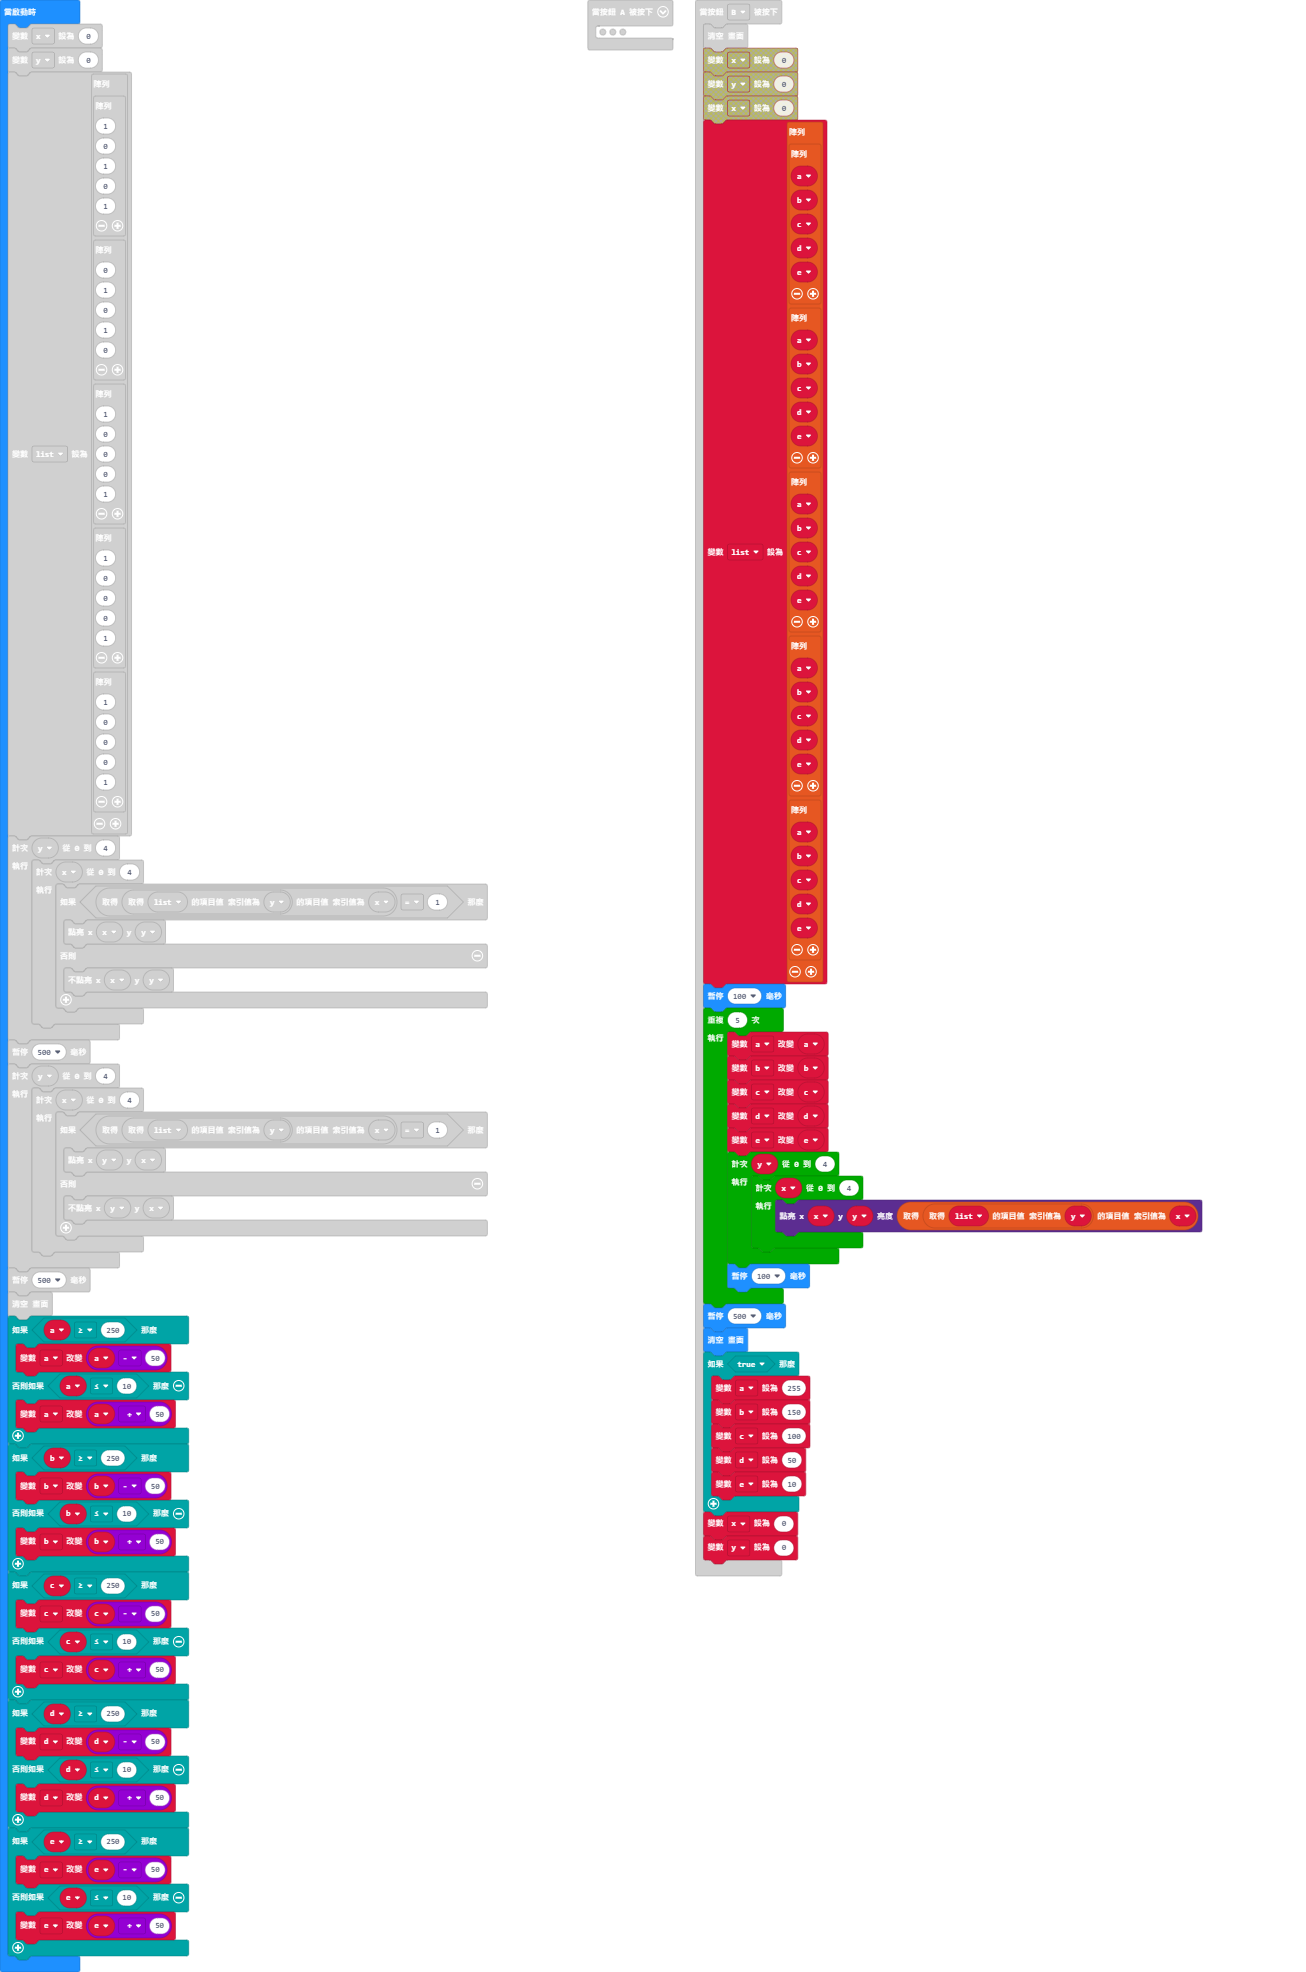 當啟動時
變數 x 設為 0
變數 y 設為 0
陣列
陣列
1
0
1
0
1
陣列
0
1
0
1
0
陣列
1
0
0
0
1
變數 list 設為
陣列
1
0
0
0
1
陣列
1
0
0
0
1
計次 y 從 0 到 4
執行
計次 x 從 0 到 4
執行
如果 取得 取得 list 的項目值 索引值為 y 的項目值 索引值為 x = 1 那麼
點亮 x x y y
否則
不點亮 x x y y
暫停 500 毫秒
計次 y 從 0 到 4
執行
計次 x 從 0 到 4
執行
如果 取得 取得 list 的項目值 索引值為 y 的項目值 索引值為 x = 1 那麼
點亮 x y y x
否則
不點亮 x y y x
暫停 500 毫秒
清空 畫面
如果 a ≥ 250 那麼
變數 a 改變 a - 50
否則如果 a ≤ 10 那麼
變數 a 改變 a + 50
如果 b ≥ 250 那麼
變數 b 改變 b - 50
否則如果 b ≤ 10 那麼
變數 b 改變 b + 50
如果 c ≥ 250 那麼
變數 c 改變 c - 50
否則如果 c ≤ 10 那麼
變數 c 改變 c + 50
如果 d ≥ 250 那麼
變數 d 改變 d - 50
否則如果 d ≤ 10 那麼
變數 d 改變 d + 50
如果 e ≥ 250 那麼
變數 e 改變 e - 50
否則如果 e ≤ 10 那麼
變數 e 改變 e + 50
當按鈕 A 被按下
當按鈕 B 被按下
清空 畫面
變數 x 設為 0
變數 y 設為 0
變數 x 設為 0
陣列
陣列
a
b
c
d
e
陣列
a
b
c
d
e
陣列
a
b
變數 list 設為
c
d
e
陣列
a
b
c
d
e
陣列
a
b
c
d
e
暫停 100 毫秒
重複 5 次
執行
變數 a 改變 a
變數 b 改變 b
變數 c 改變 c
變數 d 改變 d
變數 e 改變 e
計次 y 從 0 到 4
執行
計次 x 從 0 到 4
執行
點亮 x x y y 亮度 取得 取得 list 的項目值 索引值為 y 的項目值 索引值為 x
暫停 100 毫秒
暫停 500 毫秒
清空 畫面
如果 true 那麼
變數 a 設為 255
變數 b 設為 150
變數 c 設為 100
變數 d 設為 50
變數 e 設為 10
變數 x 設為 0
變數 y 設為 0